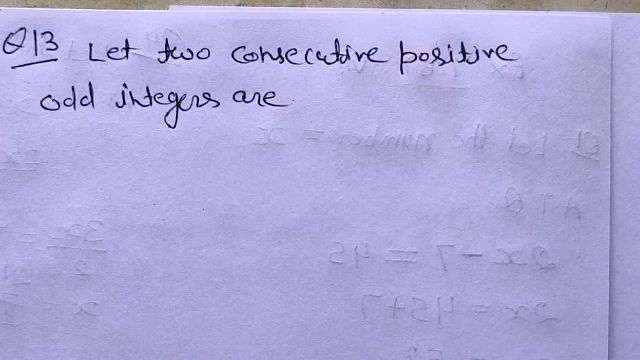 Q13 Let two consecutive positive
odd integers are.